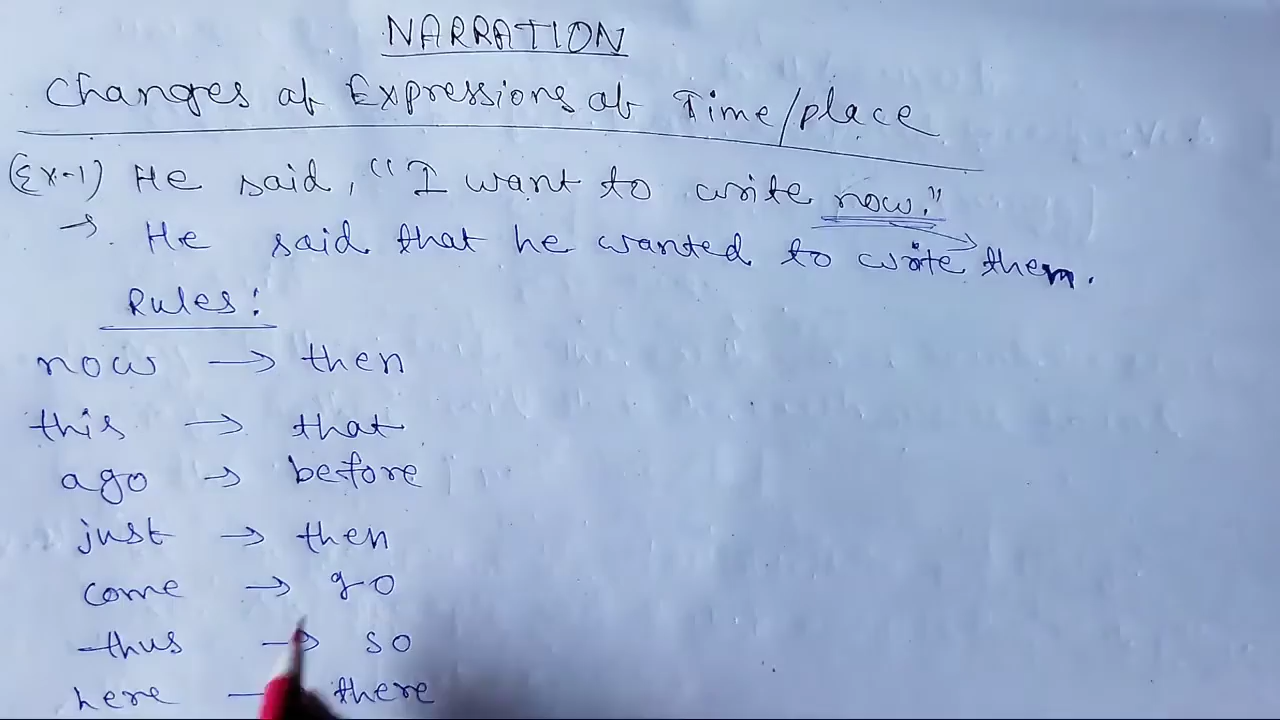 NARRATION
Changes of Expressions of Time/place
(Ex-1) He said, "I want to write now."
→ He said that he wanted to write them.
Rules:
now → then
this → that
ago → before
just → then
come → go
thus → so
here → there